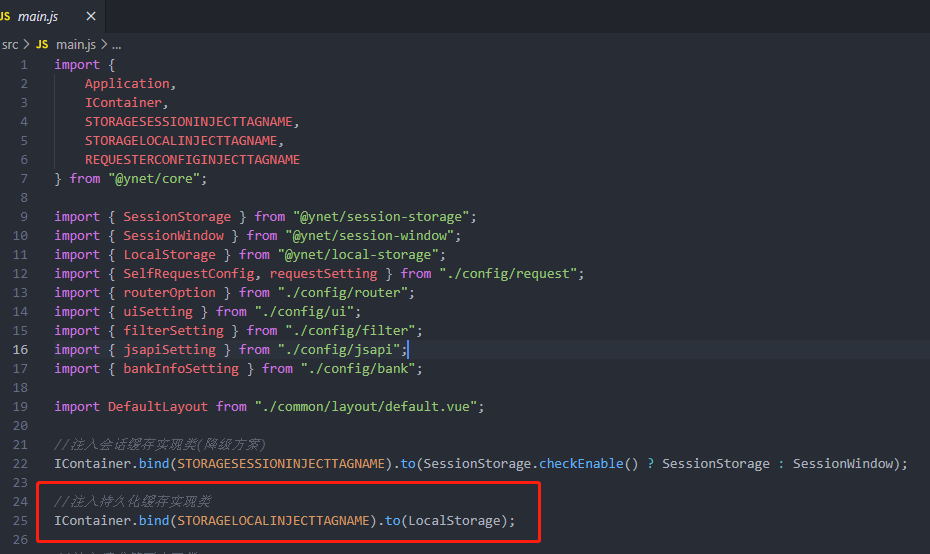 JS main.js ×
src > JS main.js > ...
1 import {
2 Application,
3 IContainer,
4 STORAGESESSIONINJECTTAGNAME,
5 STORAGELOCALINJECTTAGNAME,
6 REQUESTERCONFIGINJECTTAGNAME
7 } from "@ynet/core";
8
9 import { SessionStorage } from "@ynet/session-storage";
10 import { SessionWindow } from "@ynet/session-window";
11 import { LocalStorage } from "@ynet/local-storage";
12 import { SelfRequestConfig, requestSetting } from "./config/request";
13 import { routerOption } from "./config/router";
14 import { uiSetting } from "./config/ui";
15 import { filterSetting } from "./config/filter";
16 import { jsapiSetting } from "./config/jsapi";
17 import { bankInfoSetting } from "./config/bank";
18
19 import DefaultLayout from "./common/layout/default.vue";
20
21 //注入会话缓存实现类(降级方案)
22 IContainer.bind(STORAGESESSIONINJECTTAGNAME).to(SessionStorage.checkEnable() ? SessionStorage : SessionWindow);
23
24 //注入持久化缓存实现类
25 IContainer.bind(STORAGELOCALINJECTTAGNAME).to(LocalStorage);
26